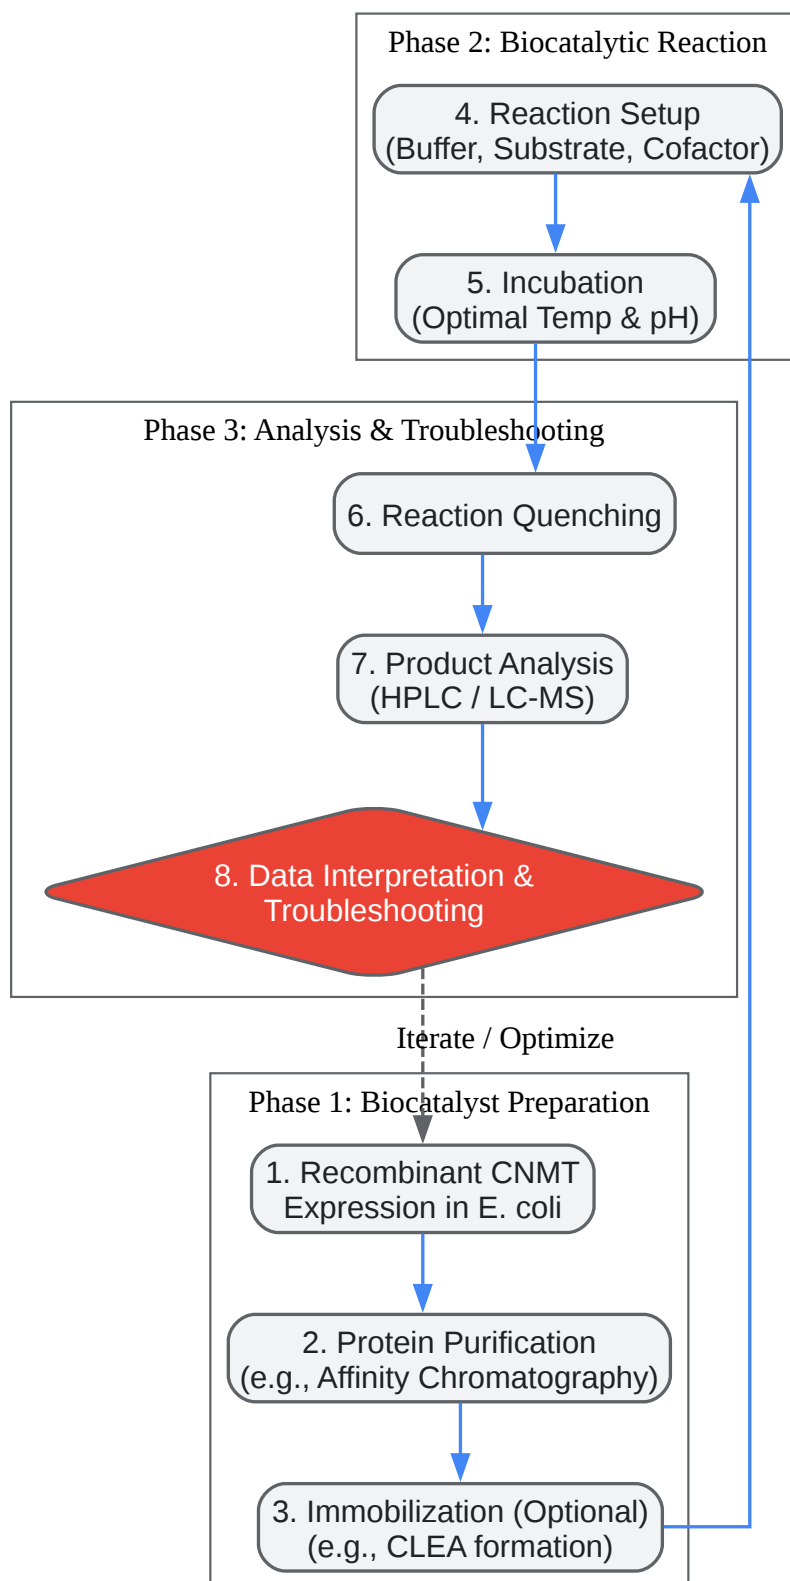 Phase 2: Biocatalytic Reaction
4. Reaction Setup
(Buffer, Substrate, Cofactor)
5. Incubation
(Optimal Temp & pH)
Phase 3: Analysis & Troubleshooting
6. Reaction Quenching
7. Product Analysis
(HPLC / LC-MS)
8. Data Interpretation &
Troubleshooting
Iterate / Optimize
Phase 1: Biocatalyst Preparation
1. Recombinant CNMT
Expression in E. coli
2. Protein Purification
(e.g., Affinity Chromatography)
3. Immobilization (Optional)
(e.g., CLEA formation)